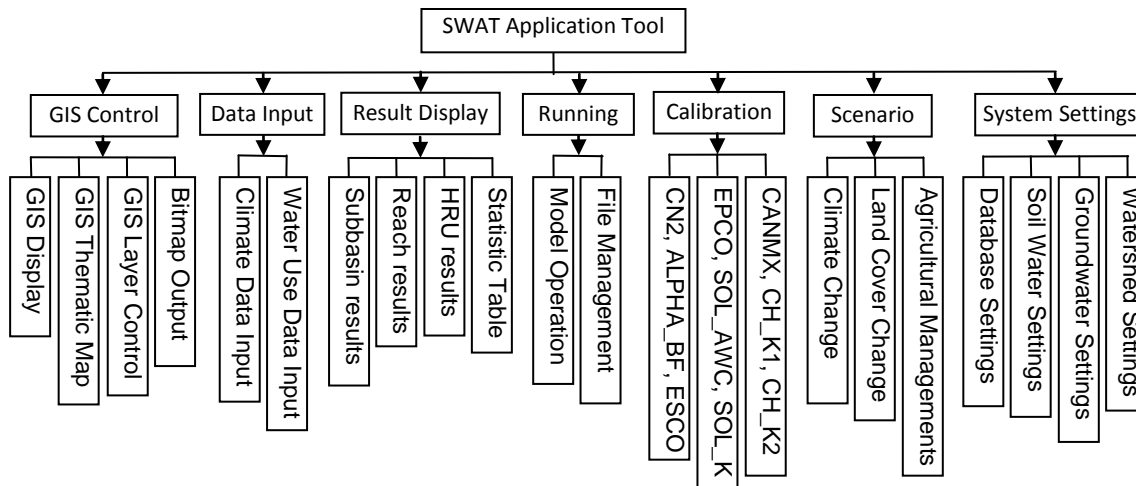 SWAT Application Tool
GIS Control
Data Input
Result Display
Running
Calibration
Scenario
System Settings
GIS Display
GIS Thematic Map
GIS Layer Control
Bitmap Output
Climate Data Input
Water Use Data Input
Subbasin results
Reach results
HRU results
Statistic Table
Model Operation
File Management
CN2, ALPHA_BF, ESCO
EPCO, SOL_AWC, SOL_K
CANMX, CH_K1, CH_K2
Climate Change
Land Cover Change
Agricultural Managements
Database Settings
Soil Water Settings
Groundwater Settings
Watershed Settings